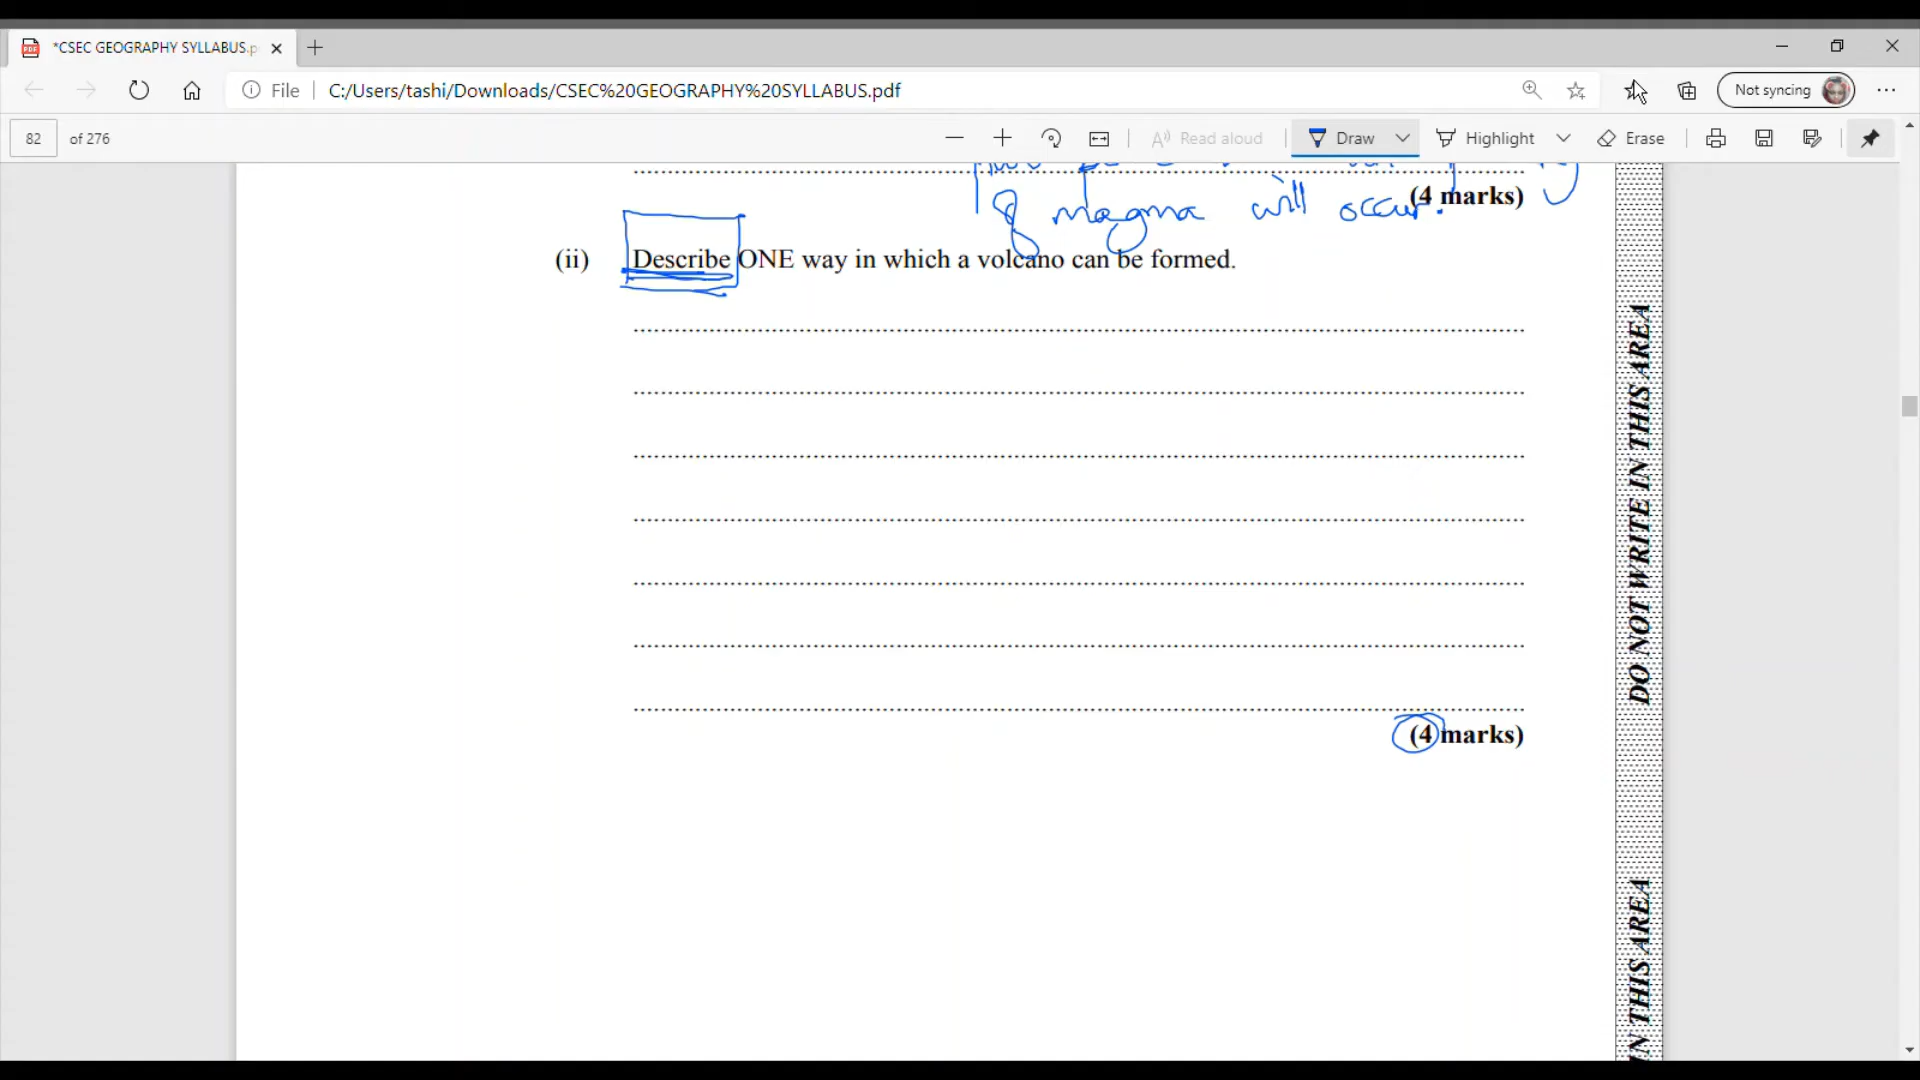 *CSEC GEOGRAPHY SYLLABUS.p
File
C:/Users/tashi/Downloads/CSEC%20GEOGRAPHY%20SYLLABUS.pdf
Not syncing
82 of 276
Read aloud
Draw
Highlight
Erase
of magma will occur.
(4 marks)
(ii) Describe ONE way in which a volcano can be formed.
(4 marks)
DO NOT WRITE IN THIS AREA
IN THIS AREA